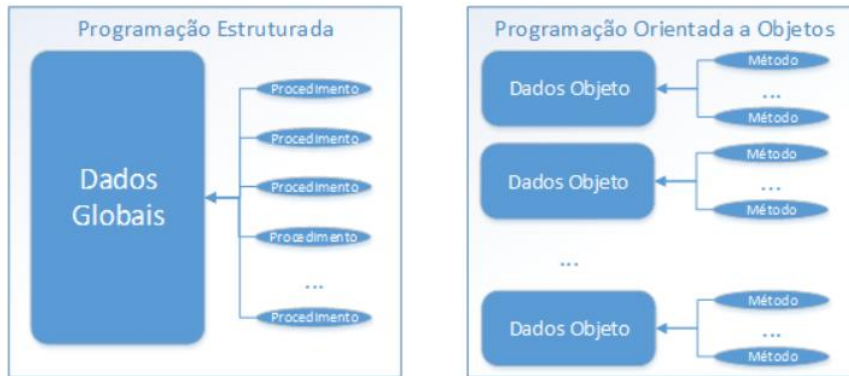 Programação Estruturada
Dados
Globais
Procedimento
Procedimento
Procedimento
Procedimento
...
Procedimento
Programação Orientada a Objetos
Dados Objeto
Método
...
Método
Dados Objeto
Método
...
Método
...
Dados Objeto
Método
...
Método